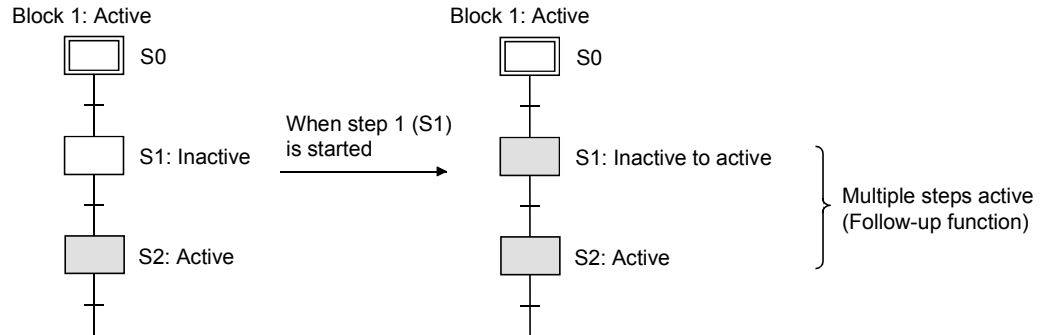 Block 1: Active
S0
S1: Inactive
S2: Active
When step 1 (S1)
is started
Block 1: Active
S0
S1: Inactive to active
S2: Active
Multiple steps active
(Follow-up function)